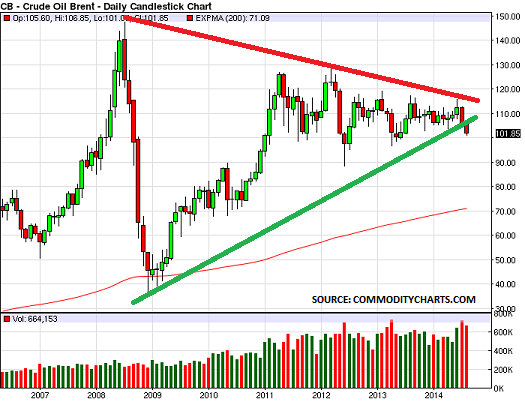 CB - Crude Oil Brent - Daily Candlestick Chart
Op:105.60, Hi:106.85, Lo:101.0 Cl:101.85 EXPMA (200): 71.09
150.00
140.00
130.00
120.00
110.00
101.85
90.00
80.00
70.00
60.00
50.00
40.00
30.00
SOURCE: COMMODITYCHARTS.COM
Vol: 664,153
800K
600K
400K
200K
0K
2007 2008 2009 2010 2011 2012 2013 2014